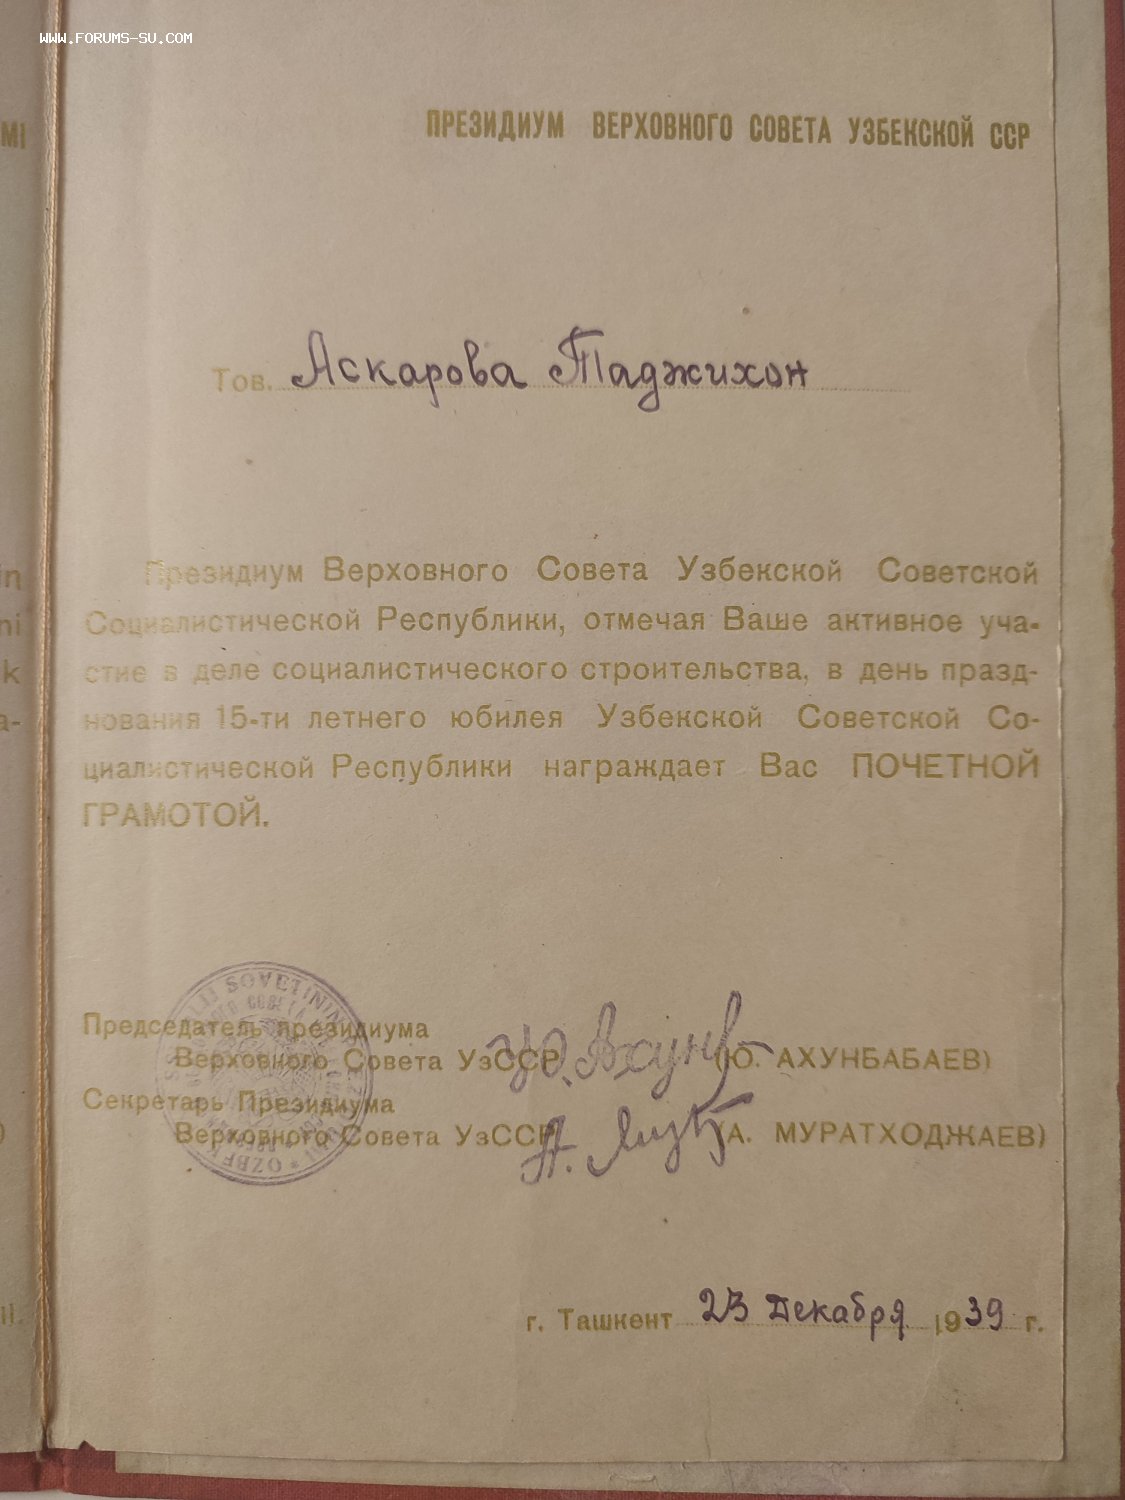 www.forums-su.com
ПРЕЗИДИУМ ВЕРХОВНОГО СОВЕТА УЗБЕКСКОЙ ССР
Тов. Аскарова Таджихон
Президиум Верховного Совета Узбекской Советской
Социалистической Республики, отмечая Ваше активное уча-
стие в деле социалистического строительства, в день празд-
нования 15-ти летнего юбилея Узбекской Советской Со-
циалистической Республики награждает Вас ПОЧЕТНОЙ
ГРАМОТОЙ.
Председатель президиума
Верховного Совета УзССР Ю. Ахунб (Ю. АХУНБАБАЕВ)
Секретарь Президиума
Верховного Совета УзССР А. (А. МУРАТХОДЖАЕВ)
г. Ташкент 23 Декабря 1939 г.